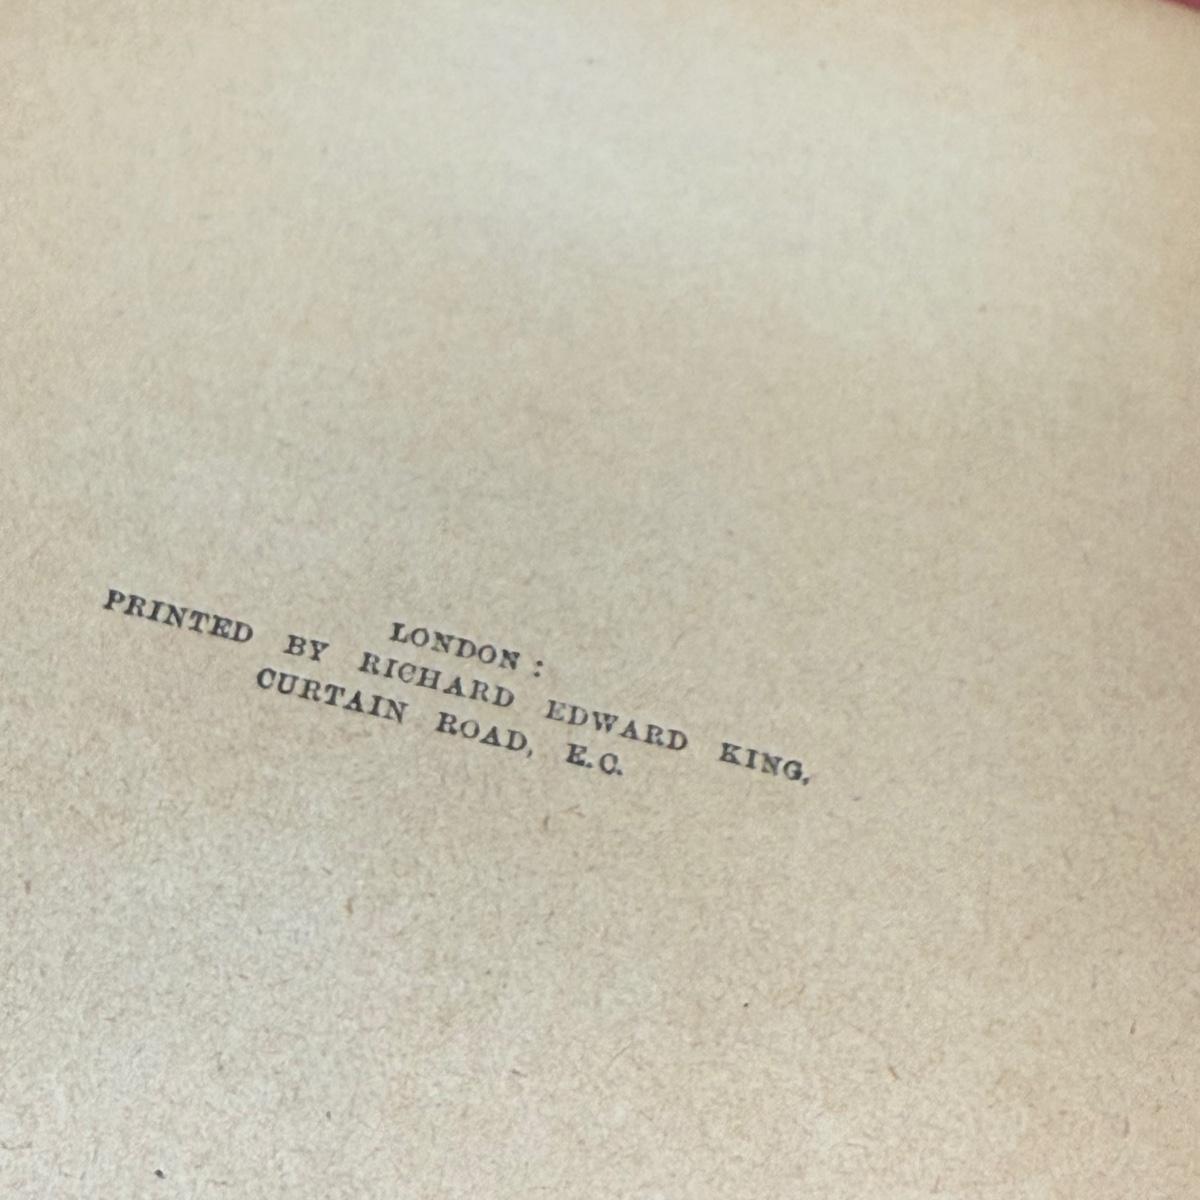 LONDON :
PRINTED BY RICHARD EDWARD KING,
CURTAIN ROAD, E.C.